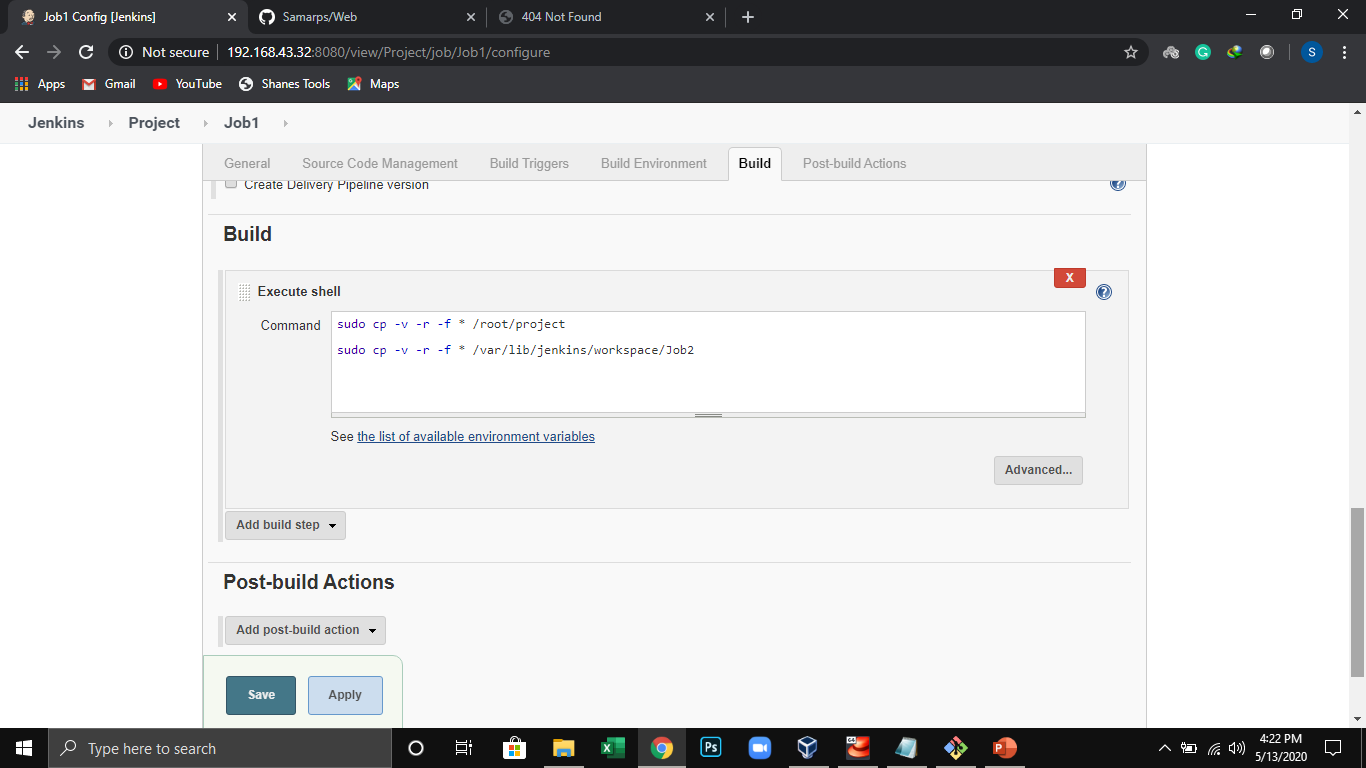 Job1 Config [Jenkins]
Samarps/Web
404 Not Found
Not secure
192.168.43.32:8080/view/Project/job/Job1/configure
S
Apps
Gmail
YouTube
Shanes Tools
Maps
Jenkins
Project
Job1
General
Source Code Management
Build Triggers
Build Environment
Build
Post-build Actions
Create Delivery Pipeline version
Build
X
Execute shell
Command
sudo cp -v -r -f * /root/project
sudo cp -v -r -f * /var/lib/jenkins/workspace/Job2
See the list of available environment variables
Advanced...
Add build step
Post-build Actions
Add post-build action
Save
Apply
Type here to search
Ps
64
4:22 PM
5/13/2020